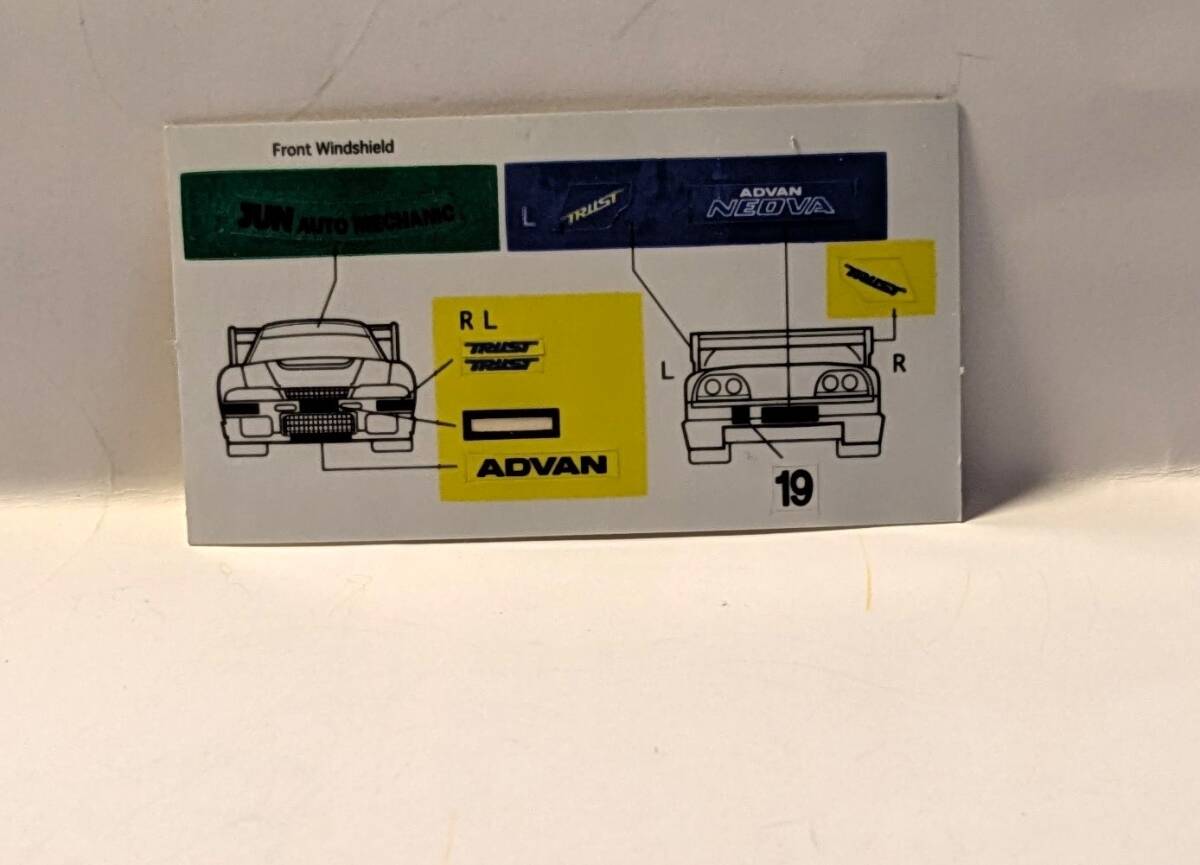 Front Windshield
JUN AUTO MECHANIC
L
TRUST
ADVAN
NEOVA
TRUST
R L
TRUST
TRUST
L
R
ADVAN
19